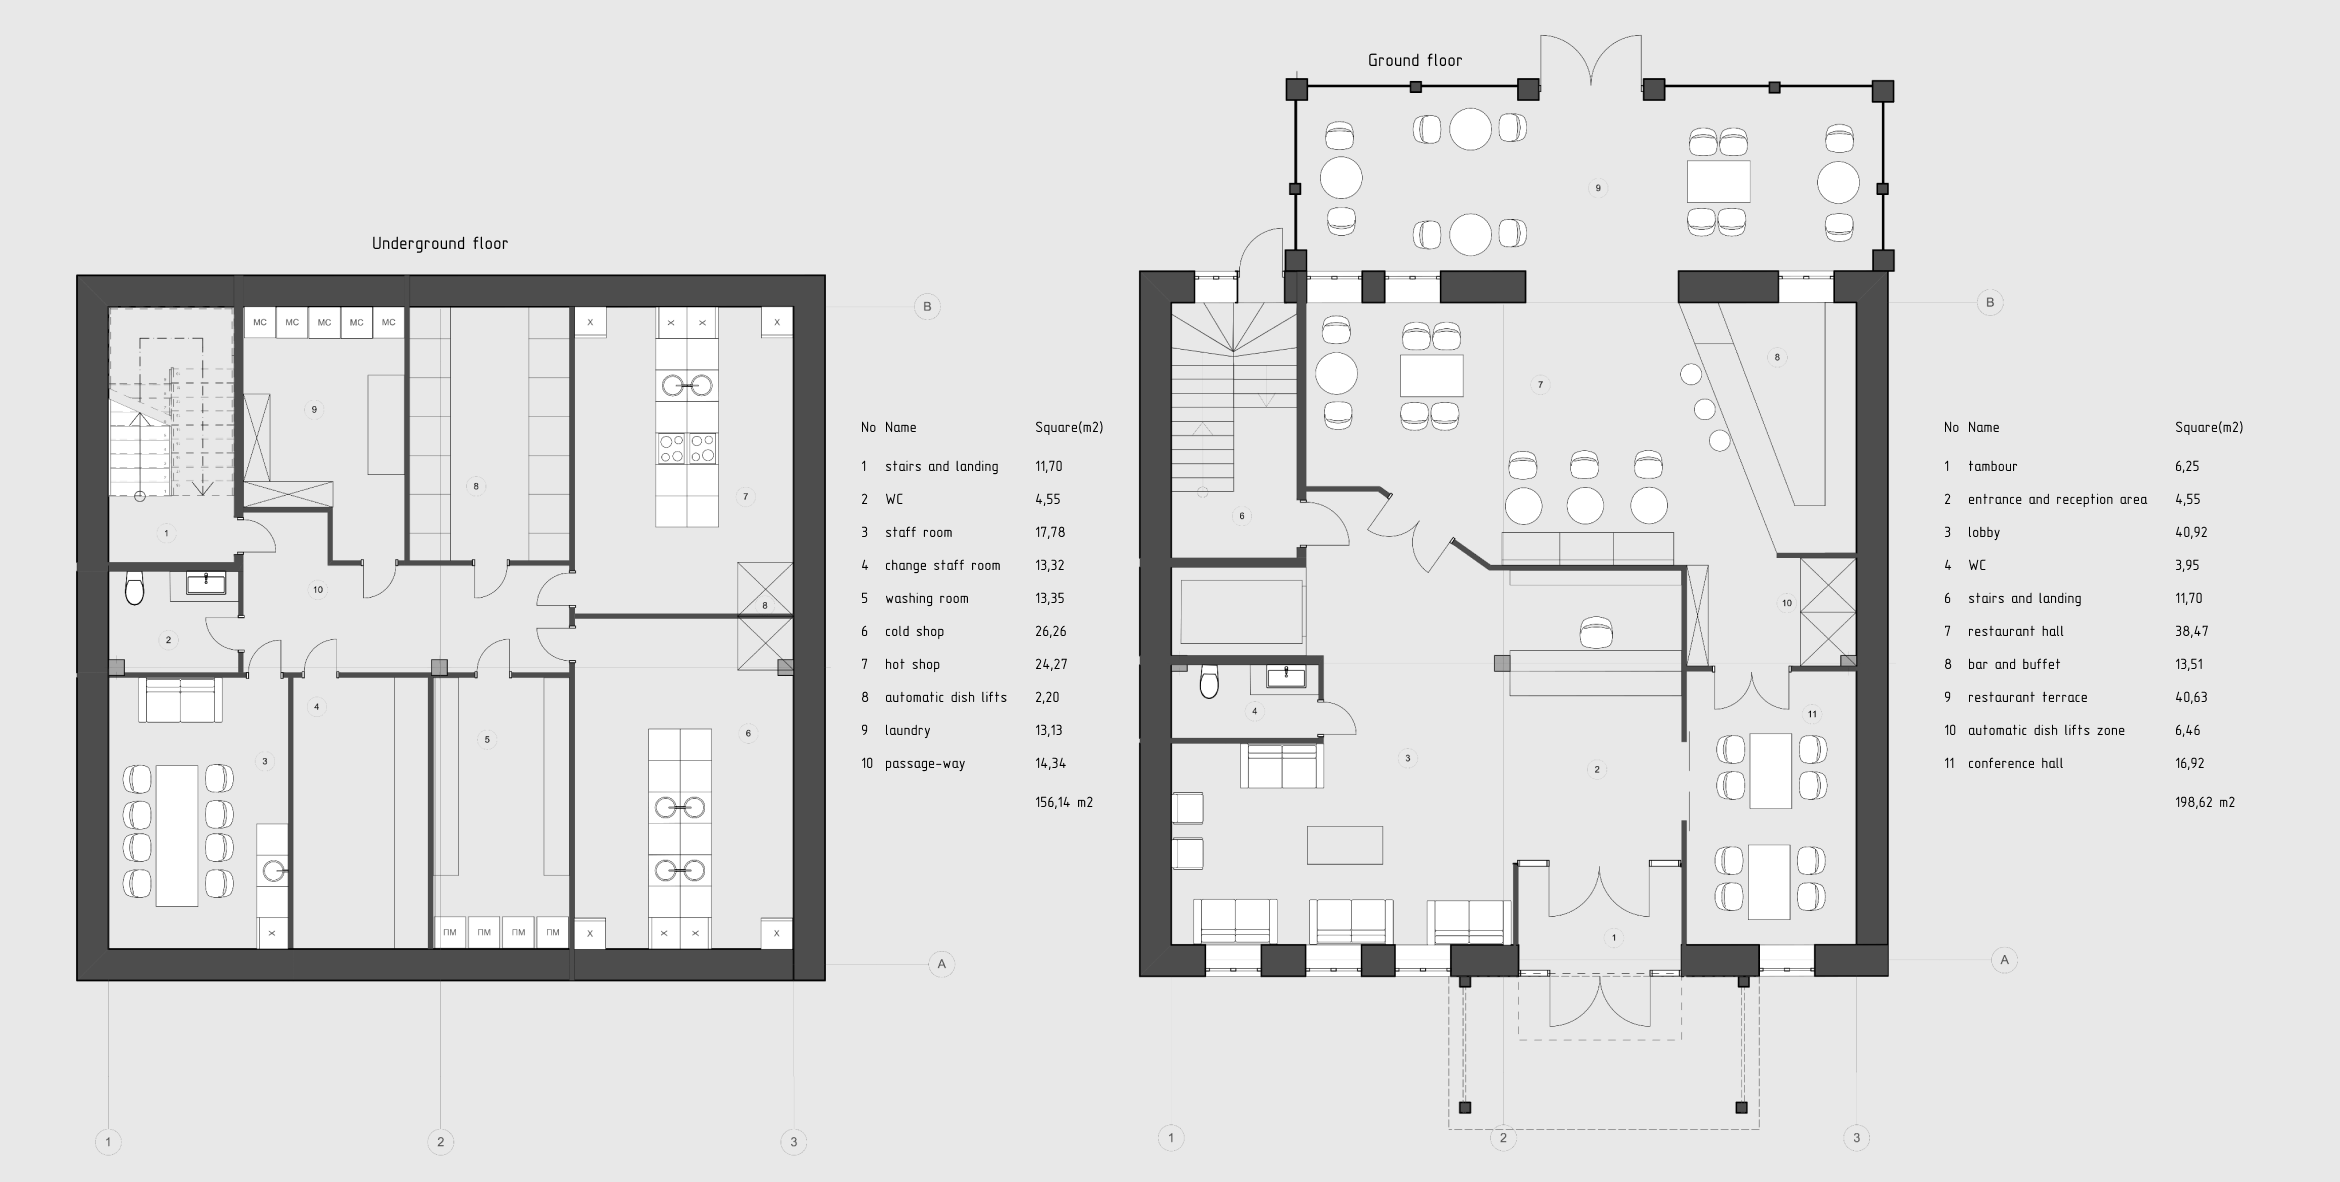 Ground floor
9
Underground floor
MC MC MC MC MC
X X X X
B
B
9
8
7
1
10
8
2
4
3
5
6
X
ПМ ПМ ПМ ПМ
X X X X
A
1
2
3
No Name Square(m2)
1 stairs and landing 11,70
2 WC 4,55
3 staff room 17,78
4 change staff room 13,32
5 washing room 13,35
6 cold shop 26,26
7 hot shop 24,27
8 automatic dish lifts 2,20
9 laundry 13,13
10 passage-way 14,34
156,14 m2
8
7
6
10
4
11
3
2
1
A
1
2
3
No Name Square(m2)
1 tambour 6,25
2 entrance and reception area 4,55
3 lobby 40,92
4 WC 3,95
6 stairs and landing 11,70
7 restaurant hall 38,47
8 bar and buffet 13,51
9 restaurant terrace 40,63
10 automatic dish lifts zone 6,46
11 conference hall 16,92
198,62 m2